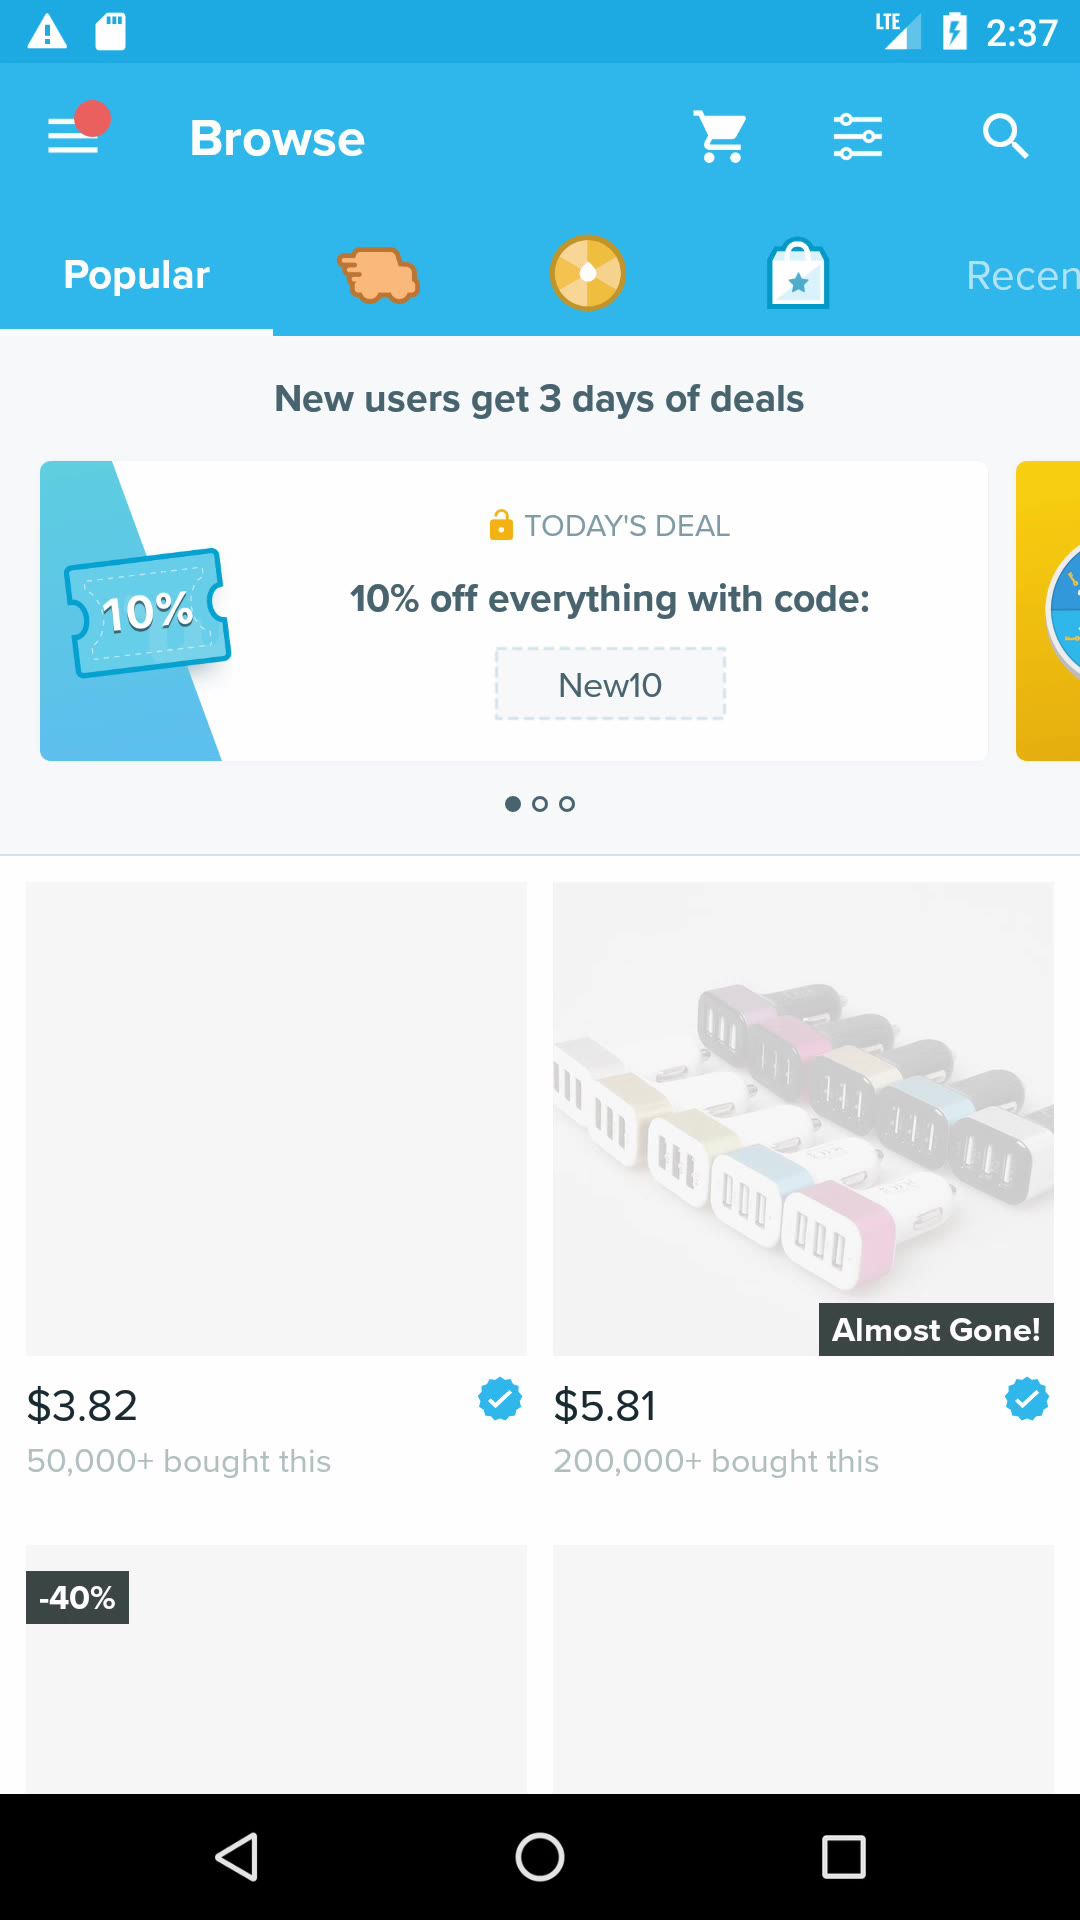 LTE 2:37
Browse
Popular
Recen
New users get 3 days of deals
TODAY'S DEAL
10% off everything with code:
10%
New10
Almost Gone!
$3.82
$5.81
50,000+ bought this
200,000+ bought this
-40%